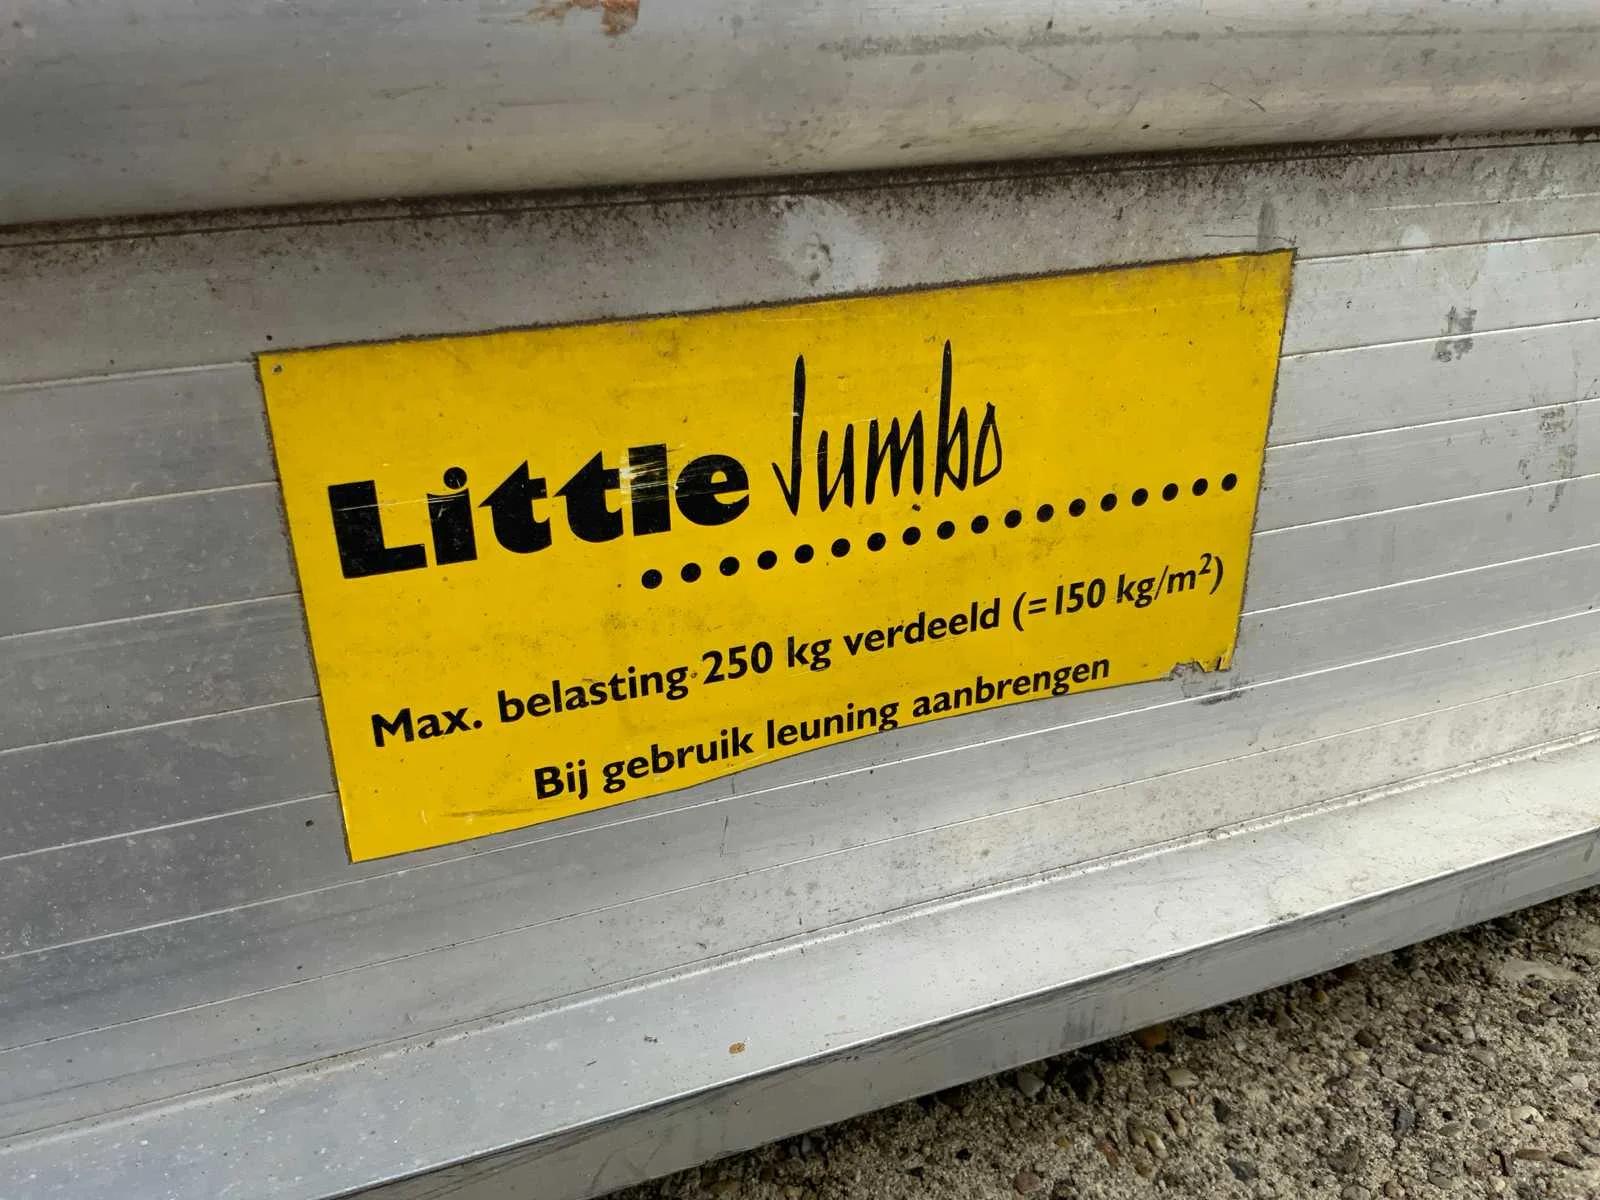 Little Jumbo
Max. belasting 250 kg verdeeld (=150 kg/m²)
Bij gebruik leuning aanbrengen